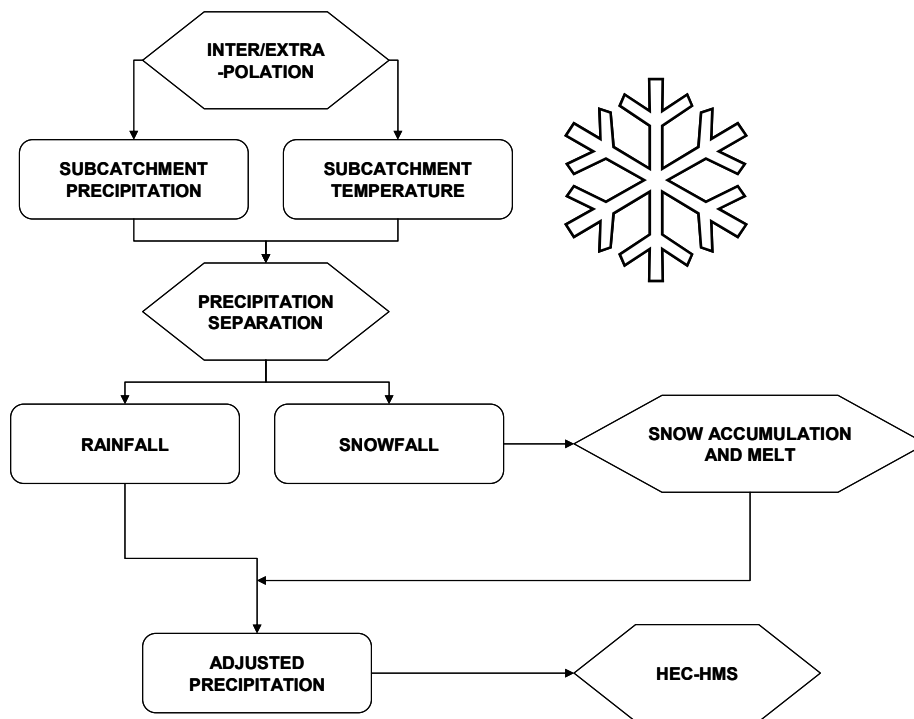 INTER/EXTRA
-POLATION
SUBCATCHMENT
PRECIPITATION
SUBCATCHMENT
TEMPERATURE
PRECIPITATION
SEPARATION
RAINFALL
SNOWFALL
SNOW ACCUMULATION
AND MELT
ADJUSTED
PRECIPITATION
HEC-HMS